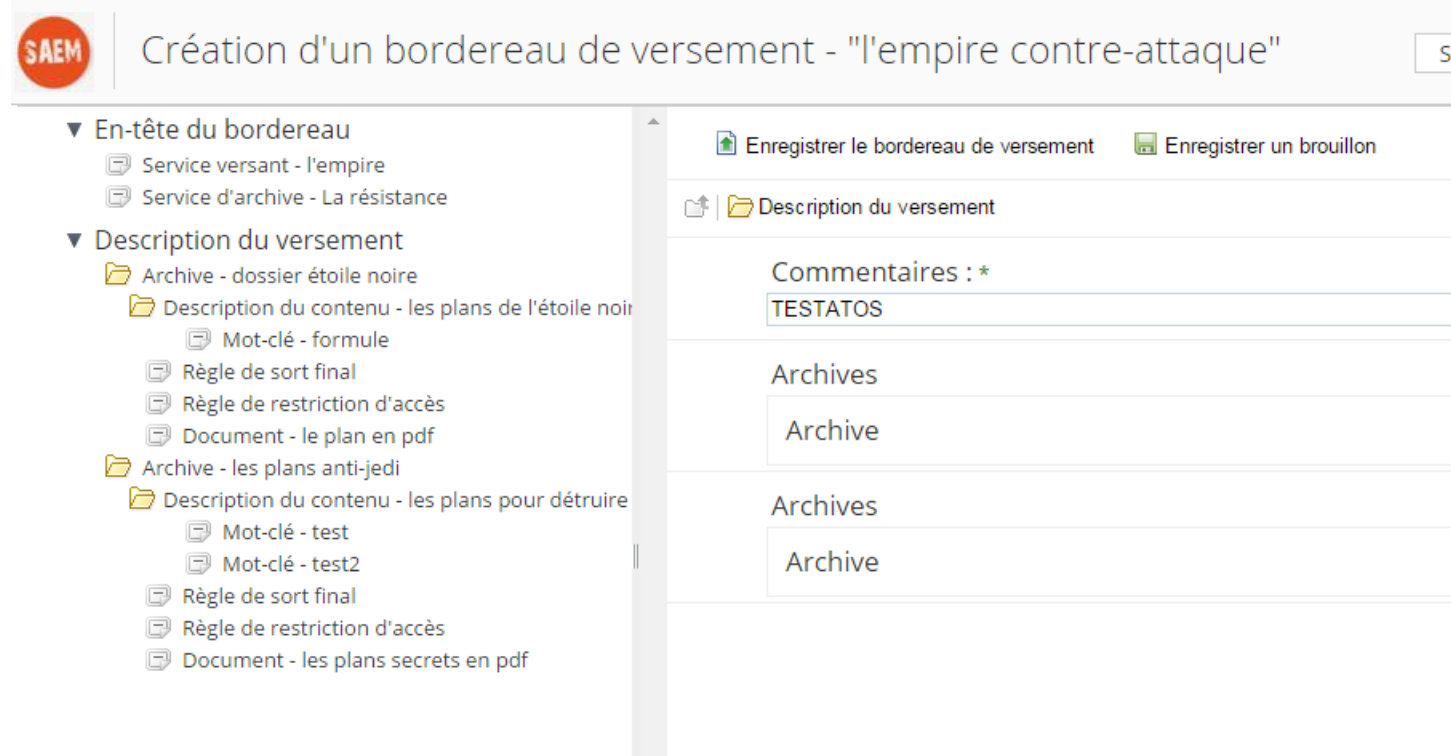 SAEM
Création d'un bordereau de versement - "l'empire contre-attaque"
S
▼ En-tête du bordereau
Service versant - l'empire
Service d'archive - La résistance
▼ Description du versement
Archive - dossier étoile noire
Description du contenu - les plans de l'étoile noir
Mot-clé - formule
Règle de sort final
Règle de restriction d'accès
Document - le plan en pdf
Archive - les plans anti-jedi
Description du contenu - les plans pour détruire
Mot-clé - test
Mot-clé - test2
Règle de sort final
Règle de restriction d'accès
Document - les plans secrets en pdf
Enregistrer le bordereau de versement Enregistrer un brouillon
Description du versement
Commentaires : *
TESTATOS
Archives
Archive
Archives
Archive